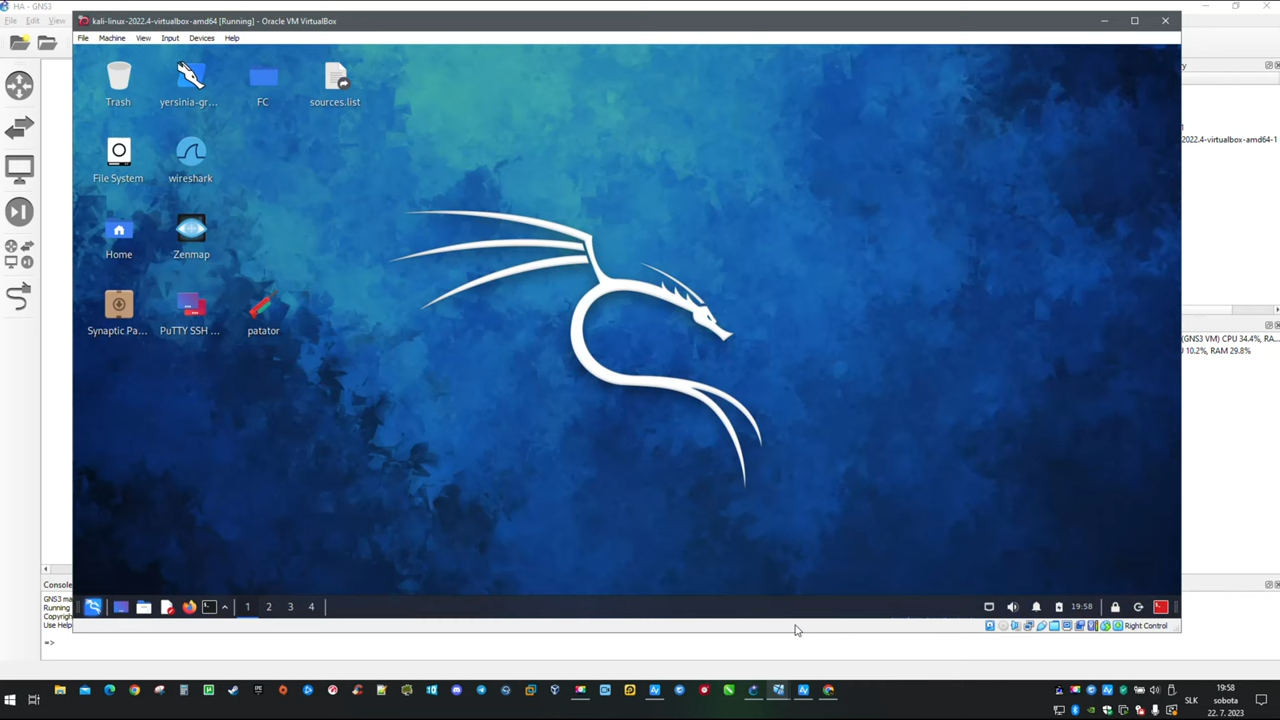 HA - GNS3
File Edit View
kali-linux-2022.4-virtualbox-amd64 [Running] - Oracle VM VirtualBox
File Machine View Input Devices Help
Trash
yersinia-gr...
FC
sources.list
File System
wireshark
Home
Zenmap
Synaptic Pa...
PuTTY SSH ...
patator
2022.4-virtualbox-amd64-1
(GNS3 VM) CPU 34.4%, RA...
10.2%, RAM 29.8%
1 2 3 4
19:58
Right Control
Console
GNS3 ma
Running
Copyrigh
Use Help
=>
SLK
19:58
sobota
22. 7. 2023